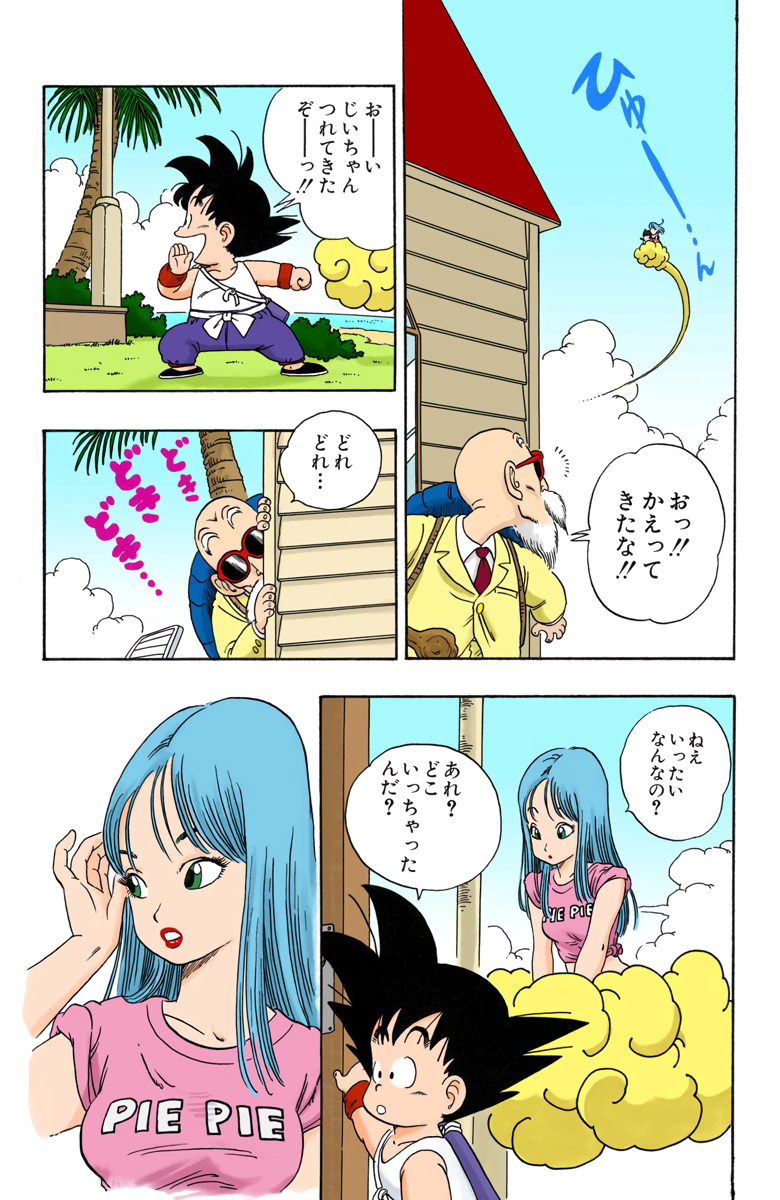 ひゅー…ん
おっ!!
かえって
きたな!!
おーい
じいちゃん
つれてきた
ぞーっ!!
どれ
どれ…
どき
どき
どき…
ねえ
いったい
なんなの?
あれ?
どこ
いっちゃった
んだ?
PIE PIE
PIE PIE